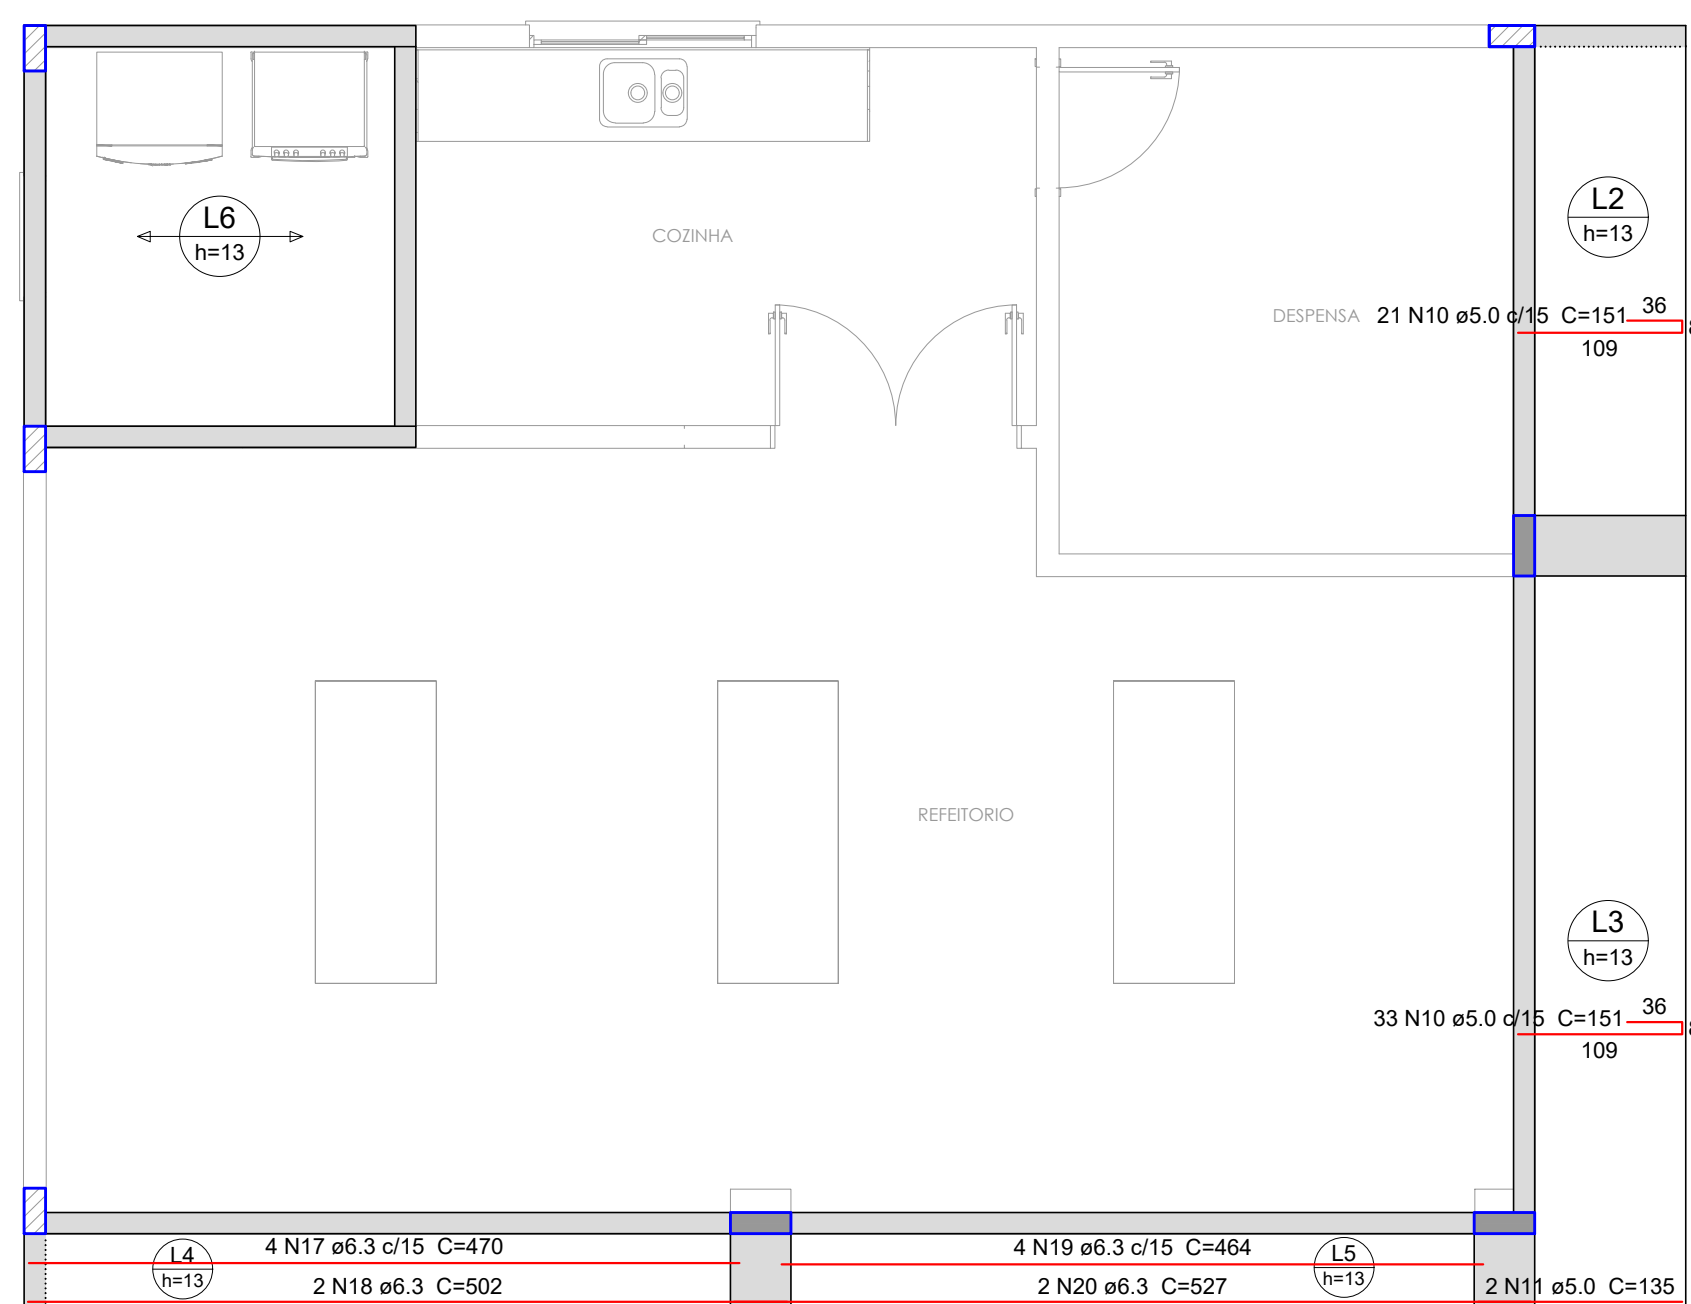 L6
h=13
COZINHA
L2
h=13
DESPENSA
21 N10 ø5.0 c/15 C=151
36
109
REFEITORIO
L3
h=13
33 N10 ø5.0 c/15 C=151
36
109
L4
h=13
4 N17 ø6.3 c/15 C=470
4 N19 ø6.3 c/15 C=464
L5
h=13
2 N18 ø6.3 C=502
2 N20 ø6.3 C=527
2 N11 ø5.0 C=135